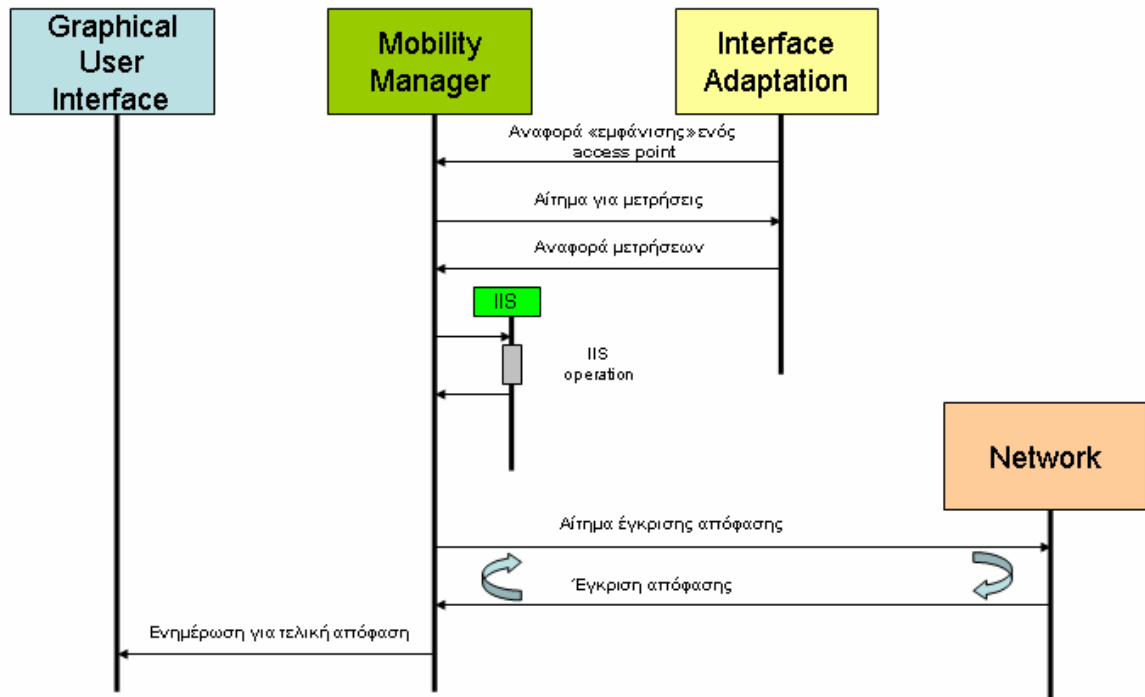 Graphical
User
Interface
Mobility
Manager
Interface
Adaptation
Αναφορά «εμφάνισης»ενός
access point
Αίτημα για μετρήσεις
Αναφορά μετρήσεων
IIS
IIS
operation
Network
Αίτημα έγκρισης απόφασης
Έγκριση απόφασης
Ενημέρωση για τελική απόφαση